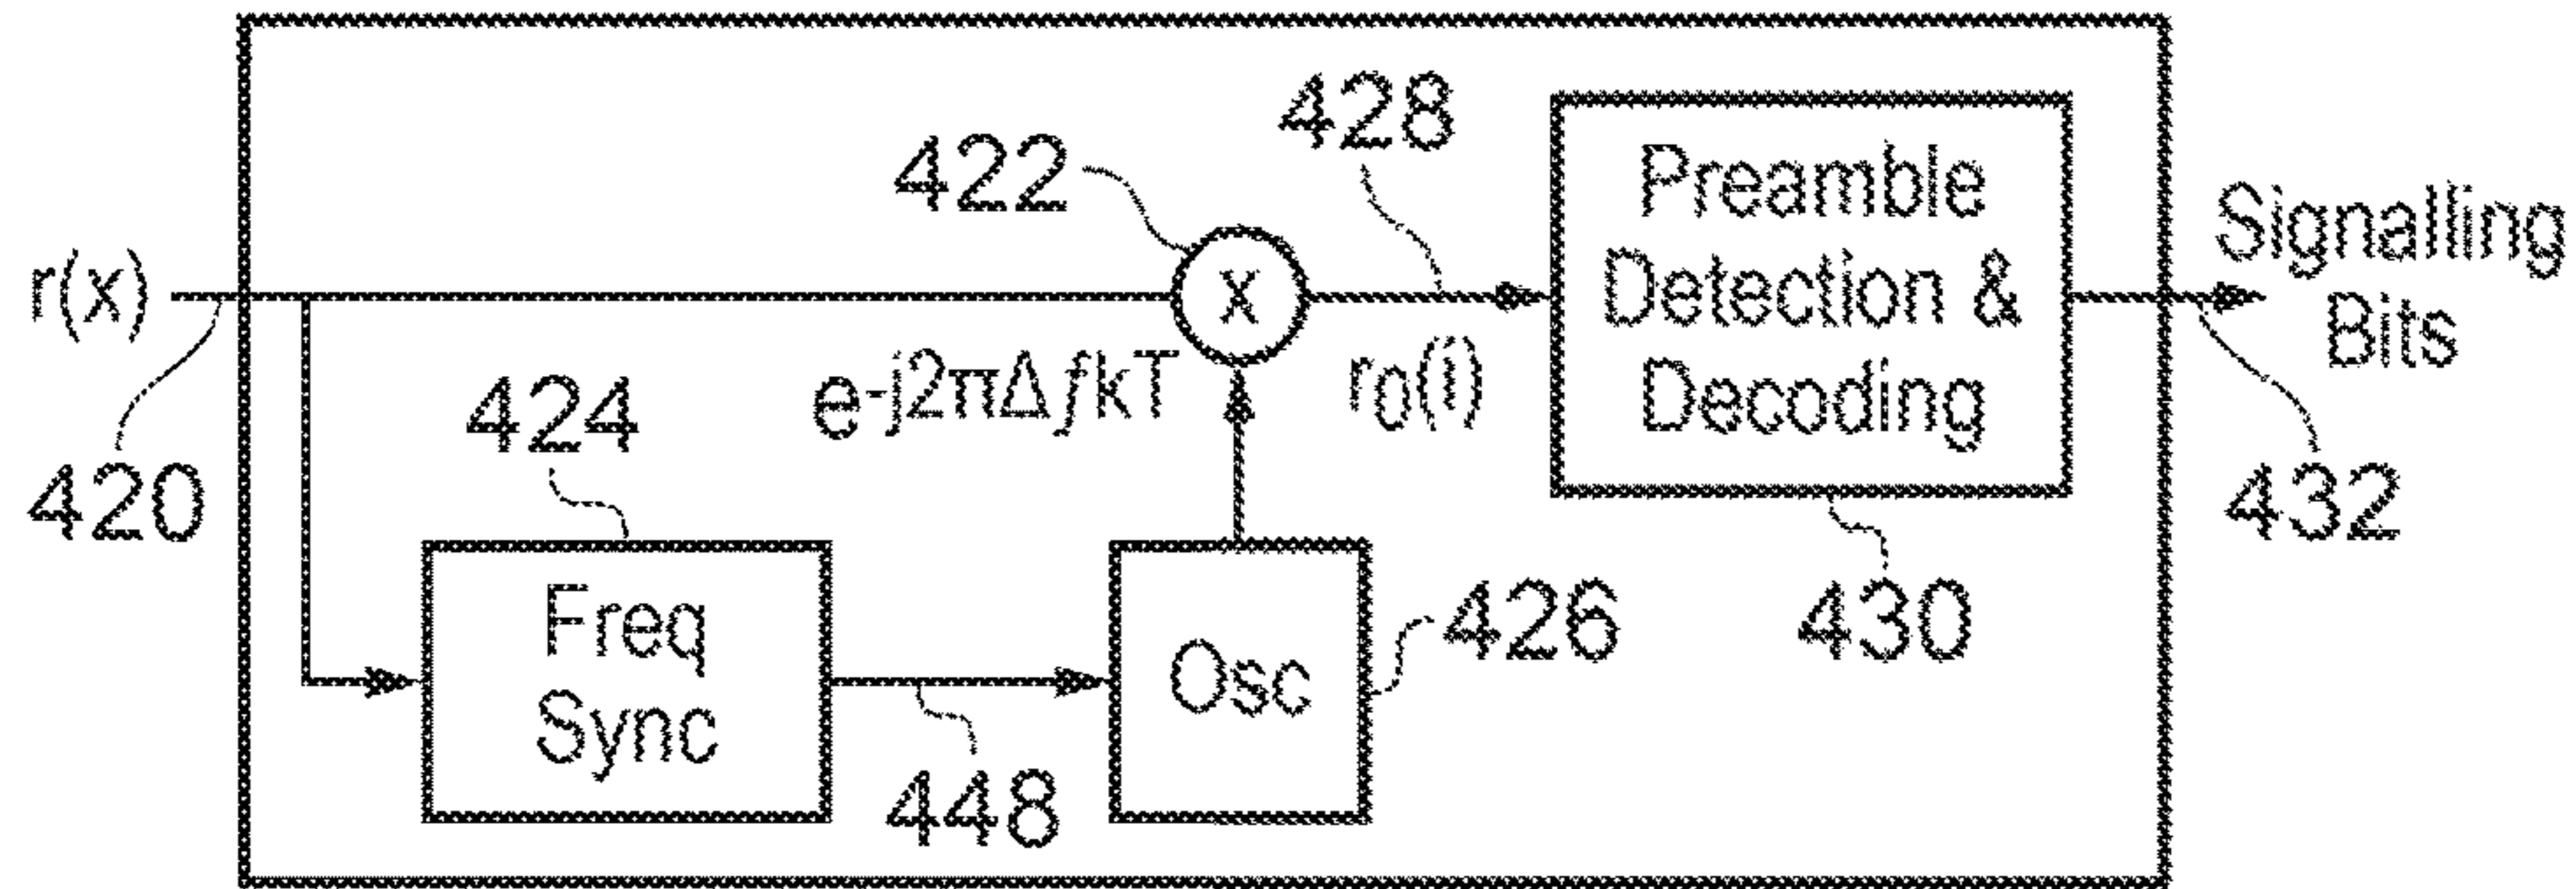 428
422
Preamble
Detection &
Decoding
Signalling
Bits
r(x)
x
e-j2πΔfkT
r0(i)
424
420
432
Freq
Sync
Osc
426
430
448